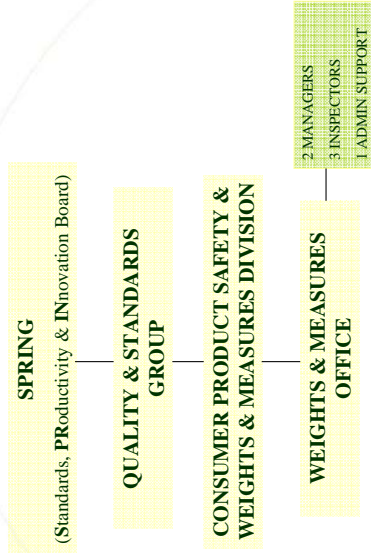 SPRING
(Standards, PRoductivity & INnovation Board)
QUALITY & STANDARDS
GROUP
CONSUMER PRODUCT SAFETY &
WEIGHTS & MEASURES DIVISION
WEIGHTS & MEASURES
OFFICE
2 MANAGERS
3 INSPECTORS
1 ADMIN SUPPORT